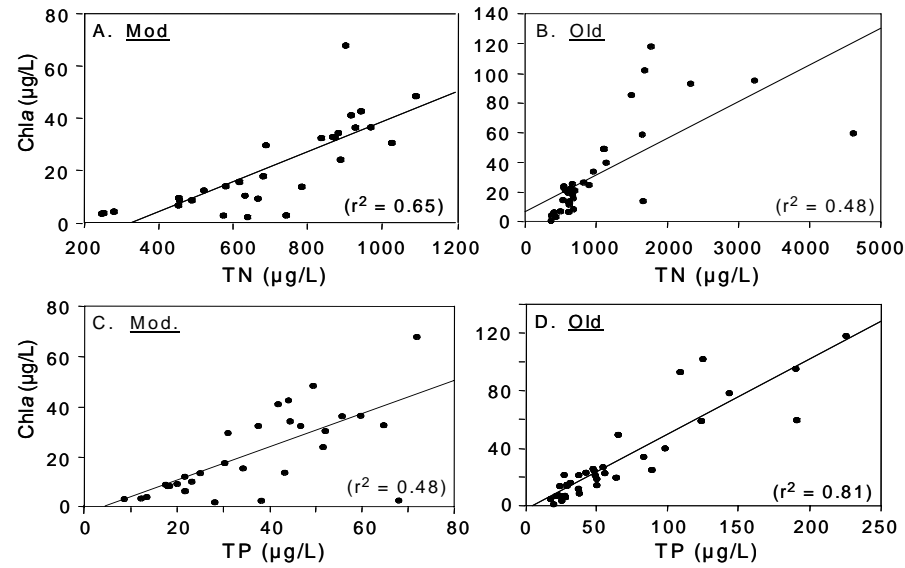 A. Mod
80
60
40
20
0
Chla (µg/L)
200 400 600 800 1000 1200
TN (µg/L)
(r² = 0.65)
B. Old
140
120
100
80
60
40
20
0
0 1000 2000 3000 4000 5000
TN (µg/L)
(r² = 0.48)
C. Mod.
80
60
40
20
0
Chla (µg/L)
0 20 40 60 80
TP (µg/L)
(r² = 0.48)
D. Old
120
80
40
0
0 50 100 150 200 250
TP (µg/L)
(r² = 0.81)